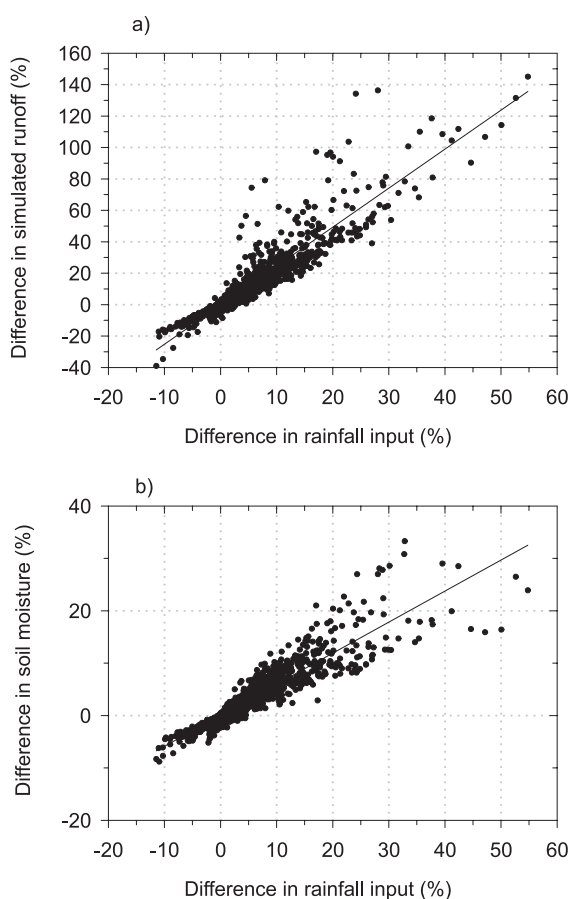 a)
Difference in simulated runoff (%)
160
140
120
100
80
60
40
20
0
-20
-40
-20 -10 0 10 20 30 40 50 60
Difference in rainfall input (%)
b)
Difference in soil moisture (%)
40
20
0
-20
-20 -10 0 10 20 30 40 50 60
Difference in rainfall input (%)